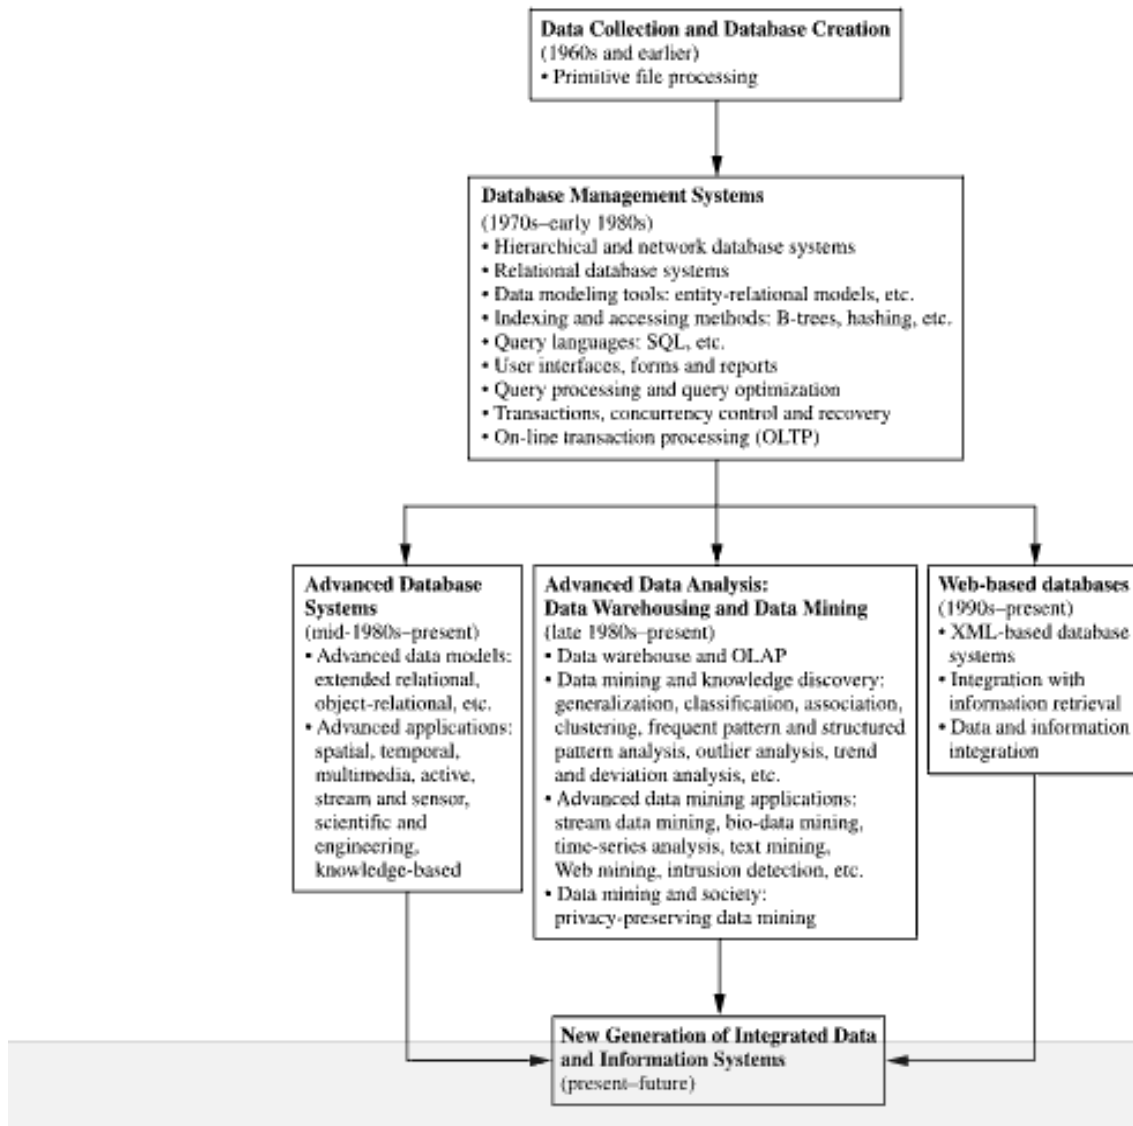 Data Collection and Database Creation
(1960s and earlier)
• Primitive file processing
Database Management Systems
(1970s–early 1980s)
• Hierarchical and network database systems
• Relational database systems
• Data modeling tools: entity-relational models, etc.
• Indexing and accessing methods: B-trees, hashing, etc.
• Query languages: SQL, etc.
• User interfaces, forms and reports
• Query processing and query optimization
• Transactions, concurrency control and recovery
• On-line transaction processing (OLTP)
Advanced Database
Systems
(mid-1980s–present)
• Advanced data models:
extended relational,
object-relational, etc.
• Advanced applications:
spatial, temporal,
multimedia, active,
stream and sensor,
scientific and
engineering,
knowledge-based
Advanced Data Analysis:
Data Warehousing and Data Mining
(late 1980s–present)
• Data warehouse and OLAP
• Data mining and knowledge discovery:
generalization, classification, association,
clustering, frequent pattern and structured
pattern analysis, outlier analysis, trend
and deviation analysis, etc.
• Advanced data mining applications:
stream data mining, bio-data mining,
time-series analysis, text mining,
Web mining, intrusion detection, etc.
• Data mining and society:
privacy-preserving data mining
Web-based databases
(1990s–present)
• XML-based database
systems
• Integration with
information retrieval
• Data and information
integration
New Generation of Integrated Data
and Information Systems
(present–future)